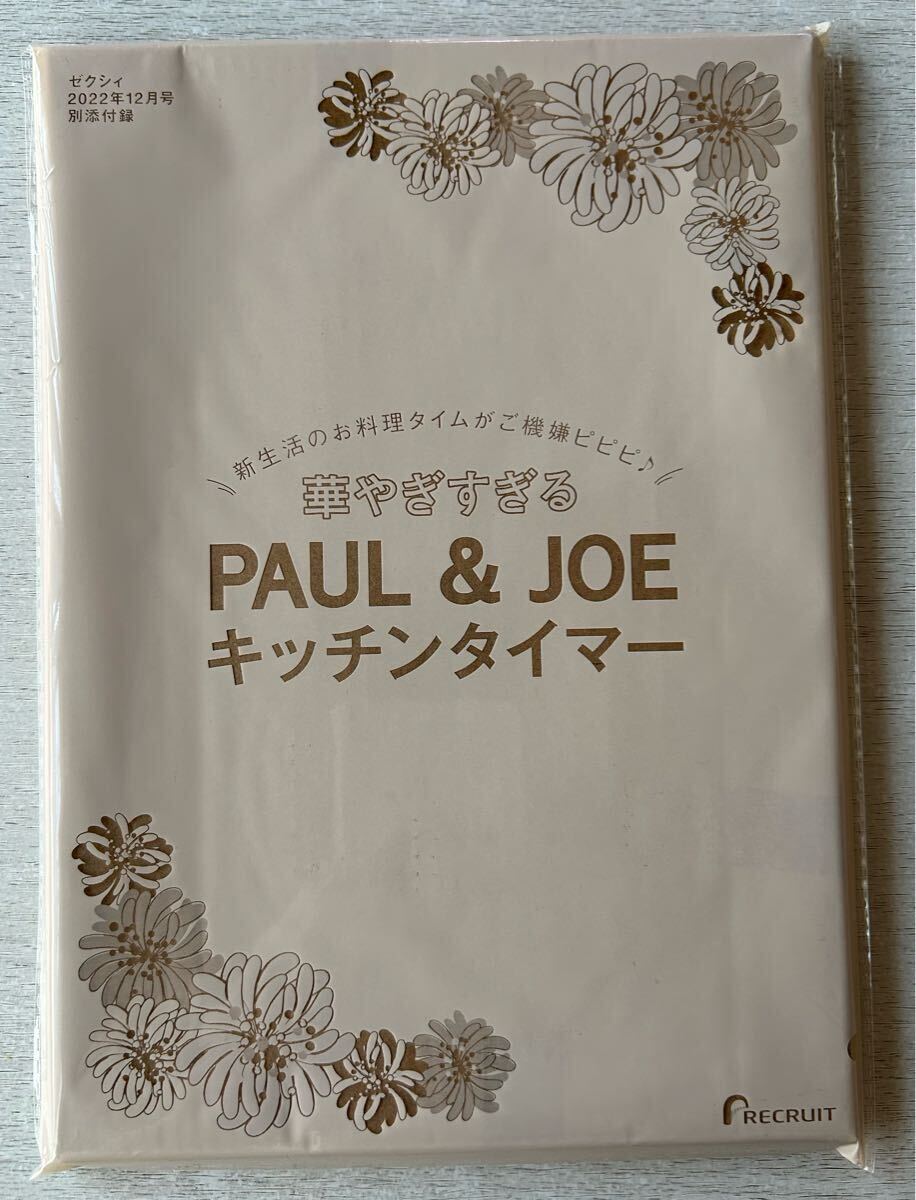 ゼクシィ
2022年12月号
別添付録
新生活のお料理タイムがご機嫌ピピピ♪
華やぎすぎる
PAUL & JOE
キッチンタイマー
RECRUIT